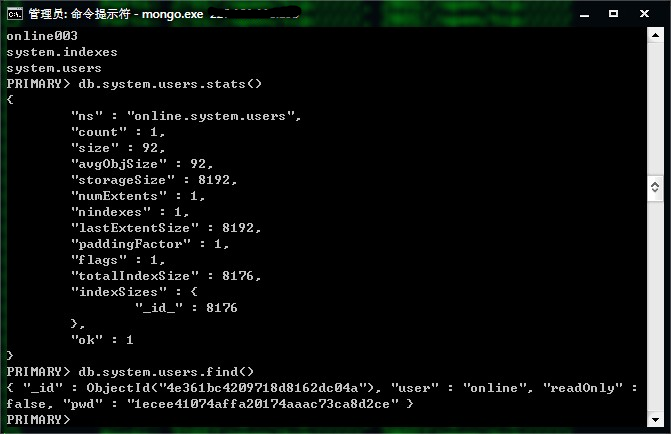 管理员: 命令提示符 - mongo.exe
online003
system.indexes
system.users
PRIMARY> db.system.users.stats()
{
        "ns" : "online.system.users",
        "count" : 1,
        "size" : 92,
        "avgObjSize" : 92,
        "storageSize" : 8192,
        "numExtents" : 1,
        "nindexes" : 1,
        "lastExtentSize" : 8192,
        "paddingFactor" : 1,
        "flags" : 1,
        "totalIndexSize" : 8176,
        "indexSizes" : {
                "_id_" : 8176
        },
        "ok" : 1
}
PRIMARY> db.system.users.find()
{ "_id" : ObjectId("4e361bc4209718d8162dc04a"), "user" : "online", "readOnly" :
false, "pwd" : "1ecee41074affa20174aaac73ca8d2ce" }
PRIMARY>